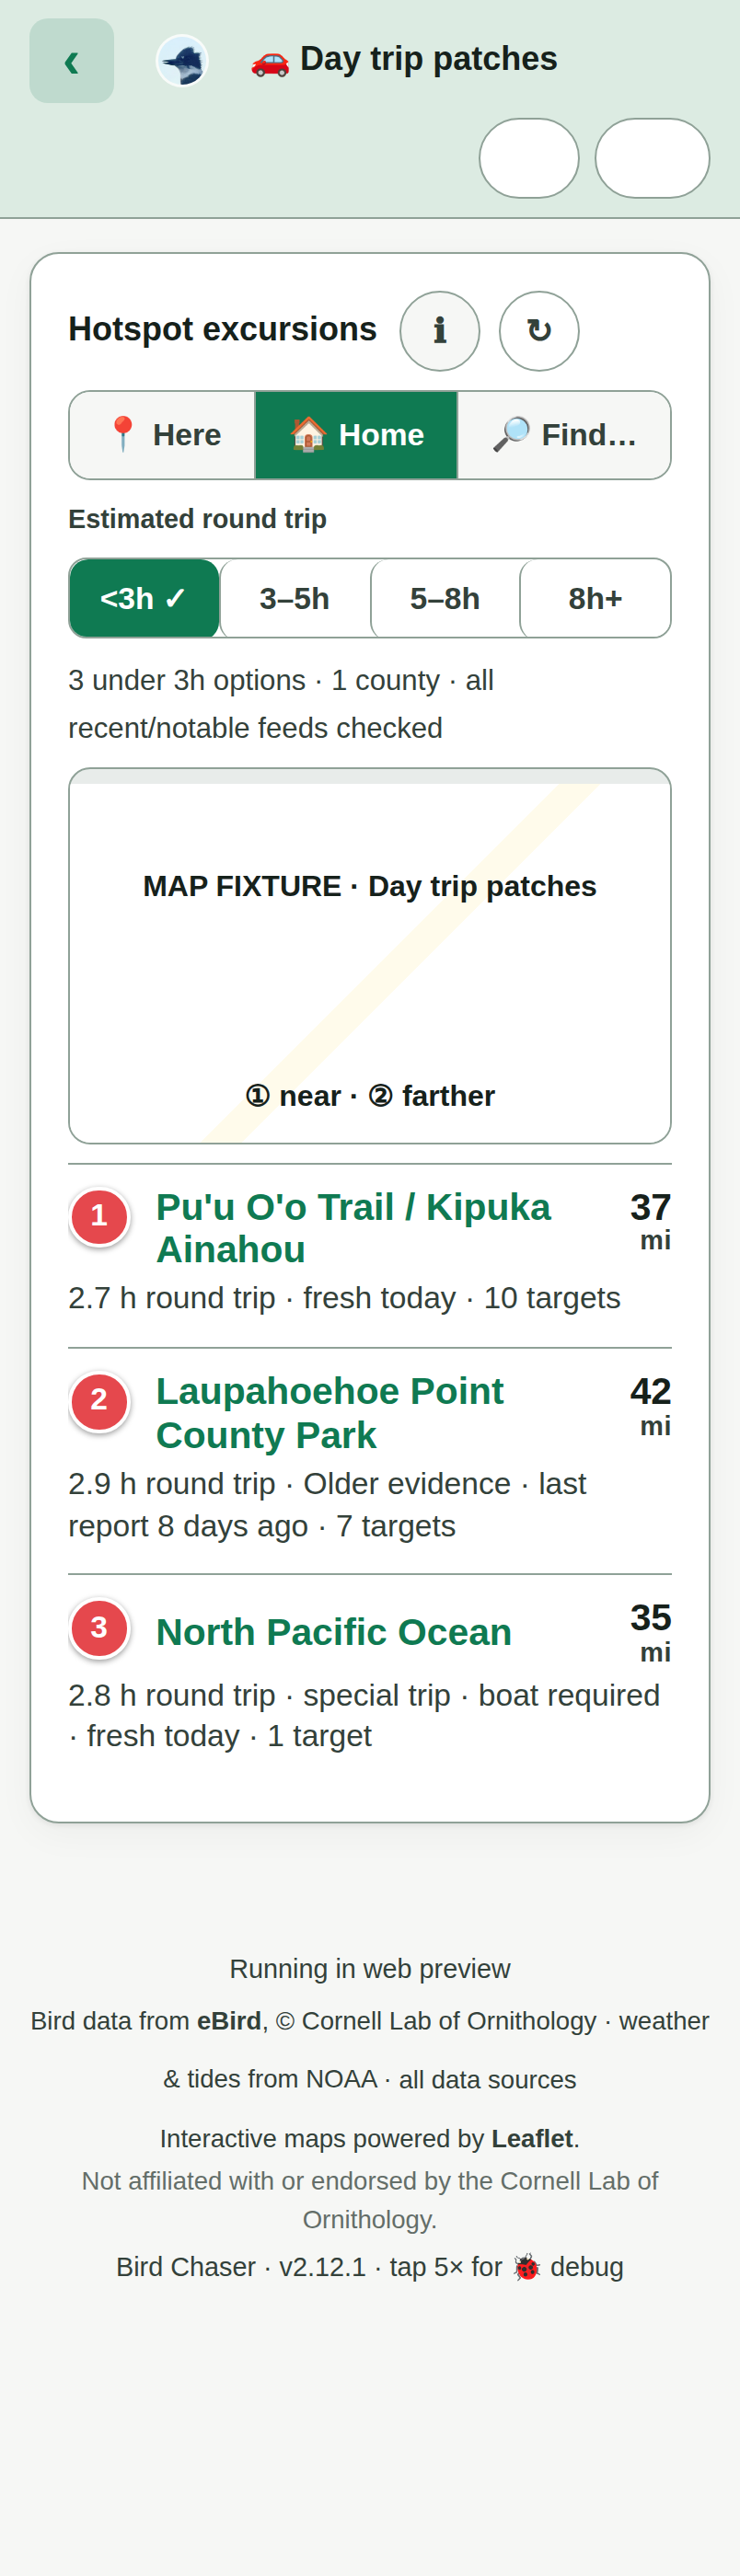 ‹ 🚗 Day trip patches
Hotspot excursions ℹ ↻
📍 Here 🏠 Home 🔎 Find…
Estimated round trip
<3h ✓ 3–5h 5–8h 8h+
3 under 3h options · 1 county · all
recent/notable feeds checked
MAP FIXTURE · Day trip patches
① near · ② farther
1 Pu'u O'o Trail / Kipuka 37
Ainahou mi
2.7 h round trip · fresh today · 10 targets
2 Laupahoehoe Point 42
County Park mi
2.9 h round trip · Older evidence · last
report 8 days ago · 7 targets
3 North Pacific Ocean 35
mi
2.8 h round trip · special trip · boat required
· fresh today · 1 target
Running in web preview
Bird data from eBird, © Cornell Lab of Ornithology · weather
& tides from NOAA · all data sources
Interactive maps powered by Leaflet.
Not affiliated with or endorsed by the Cornell Lab of
Ornithology.
Bird Chaser · v2.12.1 · tap 5× for 🐞 debug